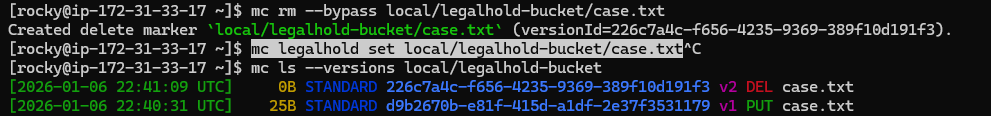 [rocky@ip-172-31-33-17 ~]$ mc rm --bypass local/legalhold-bucket/case.txt
Created delete marker `local/legalhold-bucket/case.txt` (versionId=226c7a4c-f656-4235-9369-389f10d191f3).
[rocky@ip-172-31-33-17 ~]$ mc legalhold set local/legalhold-bucket/case.txt^C
[rocky@ip-172-31-33-17 ~]$ mc ls --versions local/legalhold-bucket
[2026-01-06 22:41:09 UTC]     0B STANDARD 226c7a4c-f656-4235-9369-389f10d191f3 v2 DEL case.txt
[2026-01-06 22:40:31 UTC]    25B STANDARD d9b2670b-e81f-415d-a1df-2e37f3531179 v1 PUT case.txt